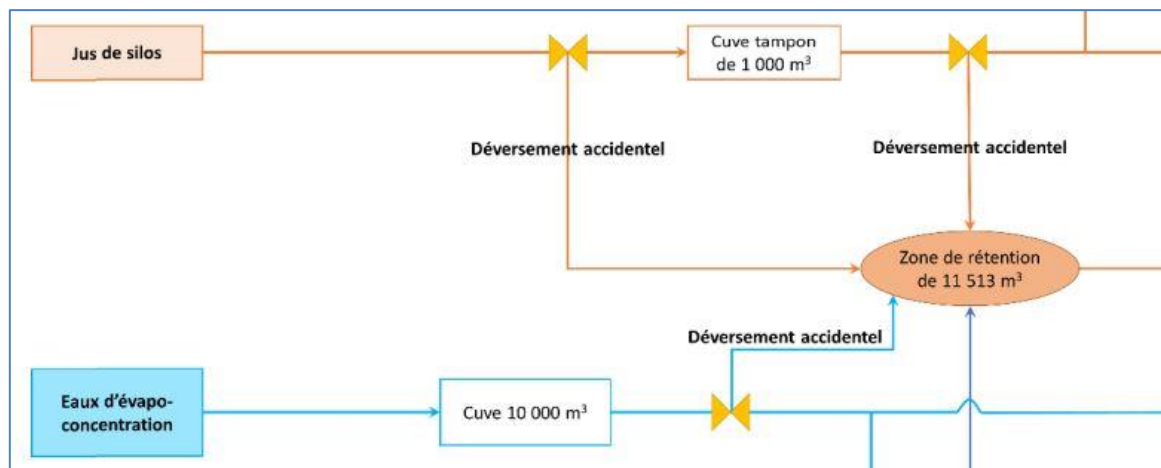 Jus de silos
Cuve tampon
de 1 000 m³
Déversement accidentel
Déversement accidentel
Zone de rétention
de 11 513 m³
Déversement accidentel
Eaux d'évapo-
concentration
Cuve 10 000 m³